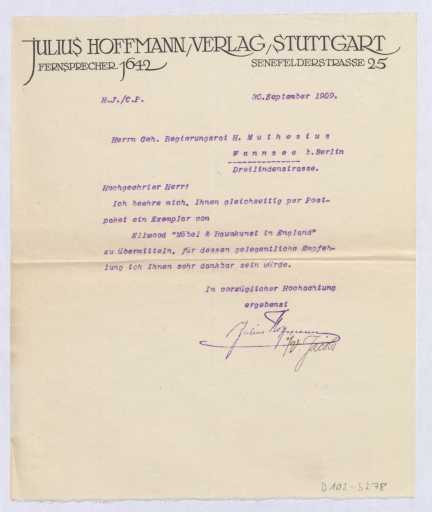 JULIUS HOFFMANN/VERLAG/STUTTGART
FERNSPRECHER 1642 SENEFELDERSTRASSE 25
H.J./C.P. 30.September 1909.
Herrn Geh. Regierungsrat H. Muthesius
Wannsee b.Berlin
Dreilindenstrasse.
Hochgeehrter Herr!
Ich beehre mich, Ihnen gleichzeitig per Post-
paket ein Exemplar von
Ellwood "Möbel & Raumkunst in England"
zu übermitteln, für dessen gelegentliche Empfeh-
lung ich Ihnen sehr dankbar sein würde.
In vorzüglicher Hochachtung
ergebenst
Julius Hoffmann
D 102-5278